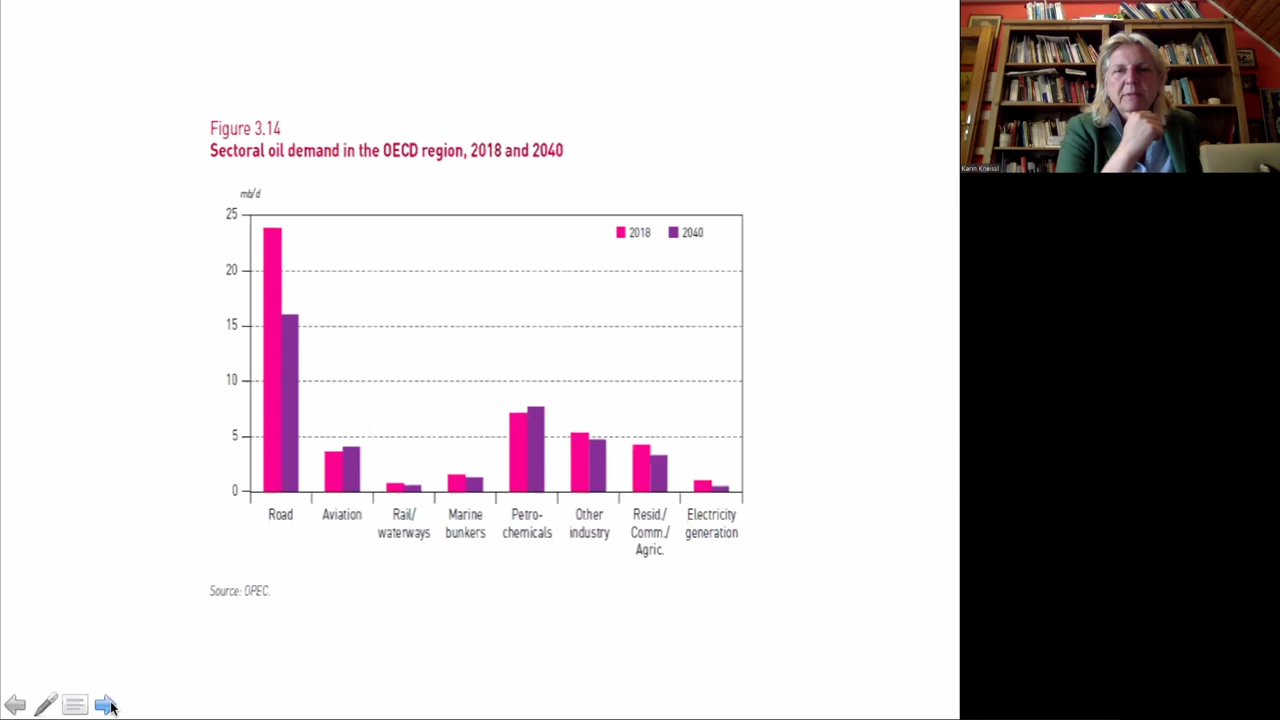 Figure 3.14
Sectoral oil demand in the OECD region, 2018 and 2040
mb/d
25
20
15
10
5
0
2018
2040
Road
Aviation
Rail/
waterways
Marine
bunkers
Petro-
chemicals
Other
industry
Resid./
Comm./
Agric.
Electricity
generation
Source: OPEC.
Karin Kneissl